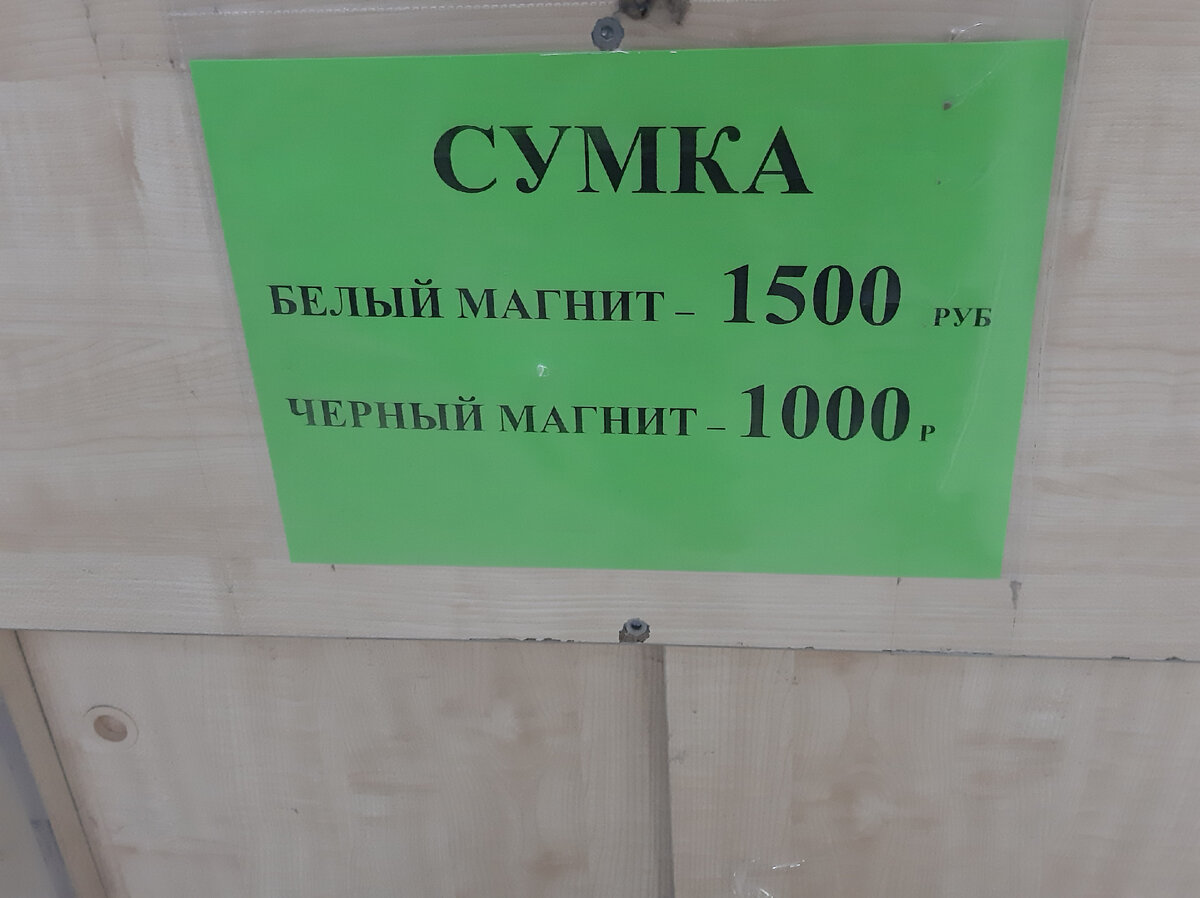 СУМКА
БЕЛЫЙ МАГНИТ – 1500 РУБ
ЧЕРНЫЙ МАГНИТ – 1000 Р